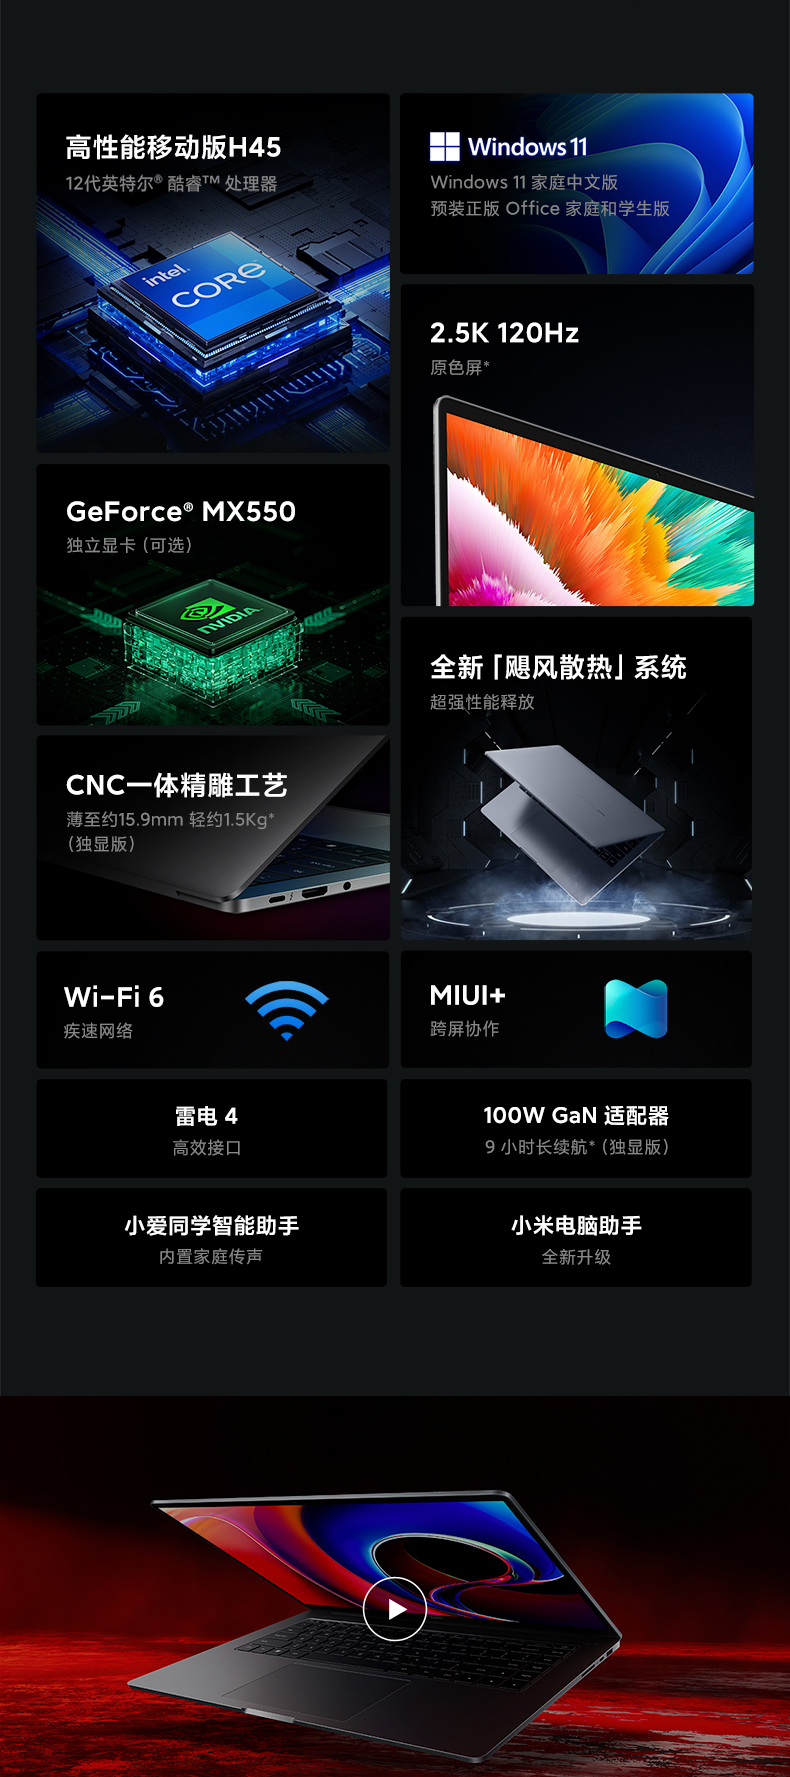 高性能移动版H45
12代英特尔® 酷睿™ 处理器
intel.
CORE
Windows 11
Windows 11 家庭中文版
预装正版 Office 家庭和学生版
2.5K 120Hz
原色屏*
GeForce® MX550
独立显卡（可选）
NVIDIA
全新「飓风散热」系统
超强性能释放
CNC一体精雕工艺
薄至约15.9mm 轻约1.5Kg*
（独显版）
Wi-Fi 6
疾速网络
MIUI+
跨屏协作
雷电 4
高效接口
100W GaN 适配器
9 小时长续航*（独显版）
小爱同学智能助手
内置家庭传声
小米电脑助手
全新升级